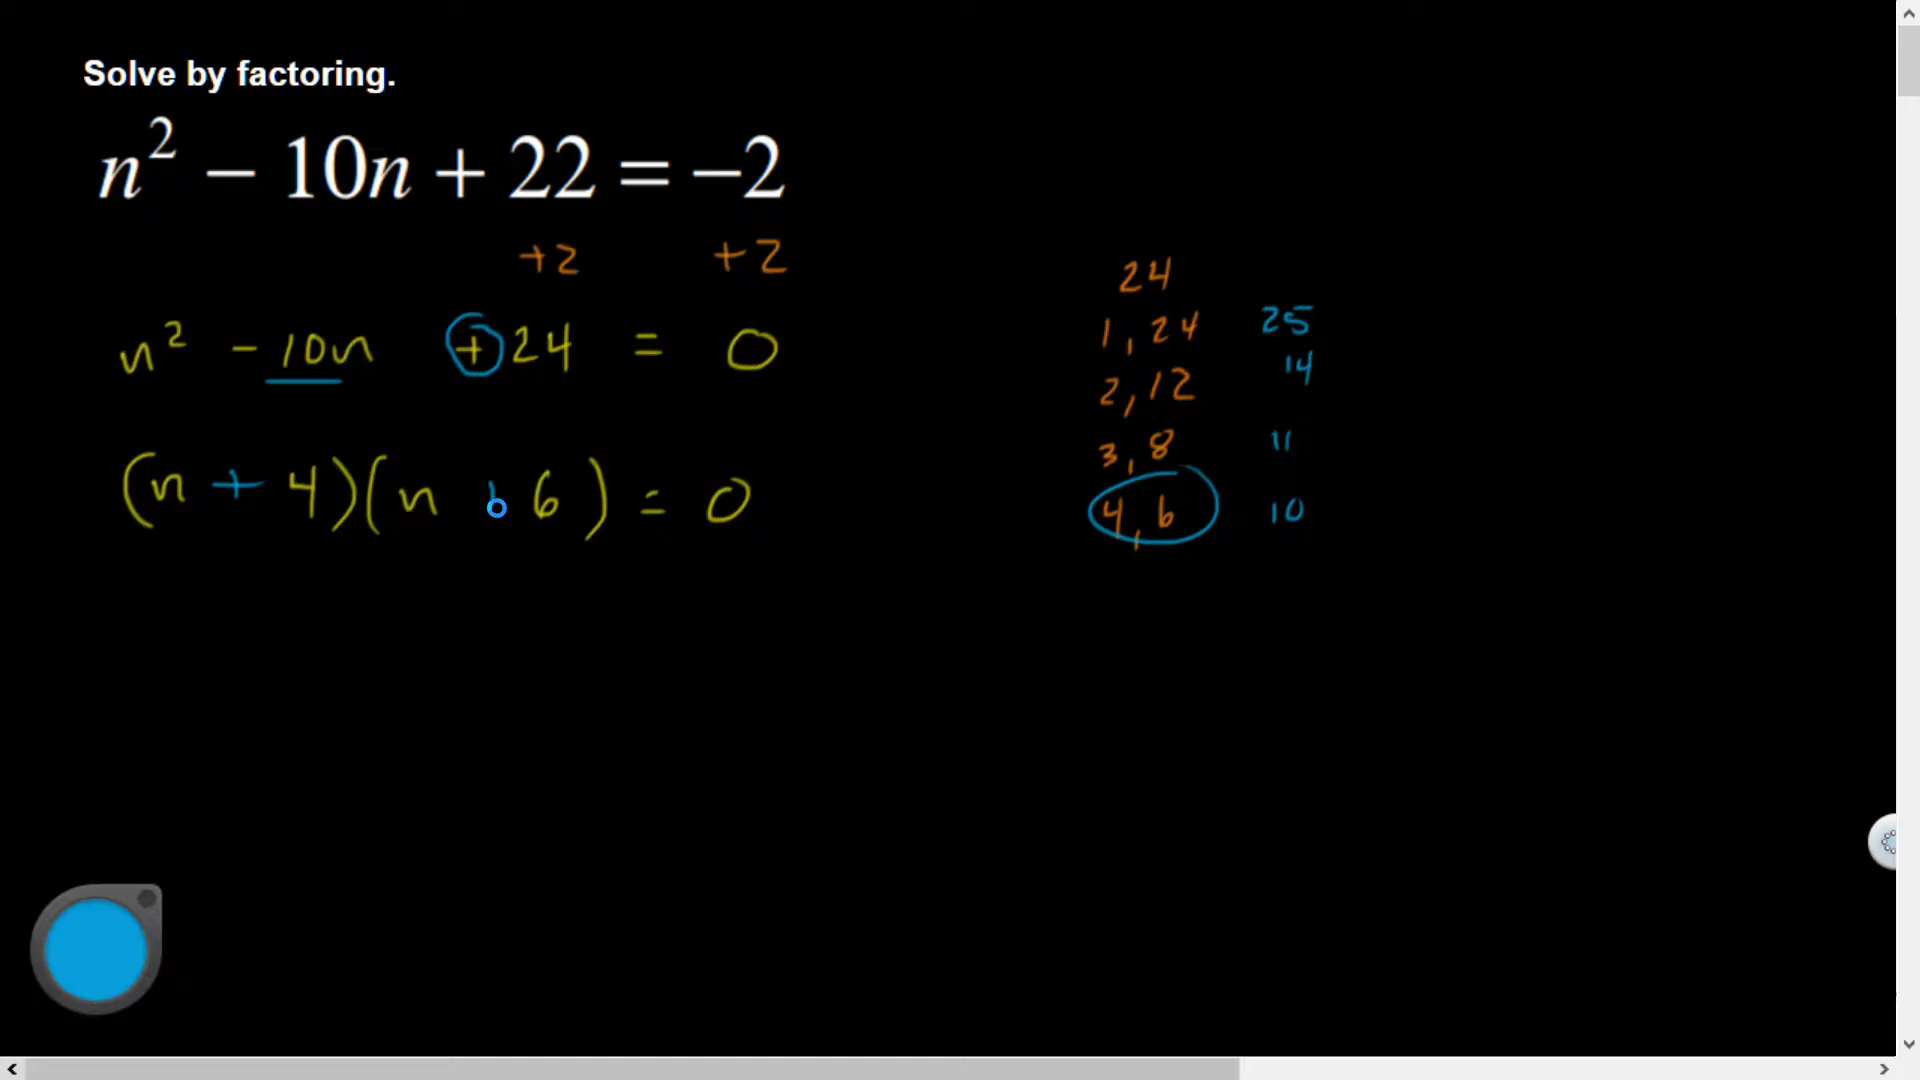 Solve by factoring.
n² − 10n + 22 = −2
+2 +2
n² − 10n + 24 = 0
(n + 4)(n + 6) = 0
24
1, 24 25
2, 12 14
3, 8 11
4, 6 10